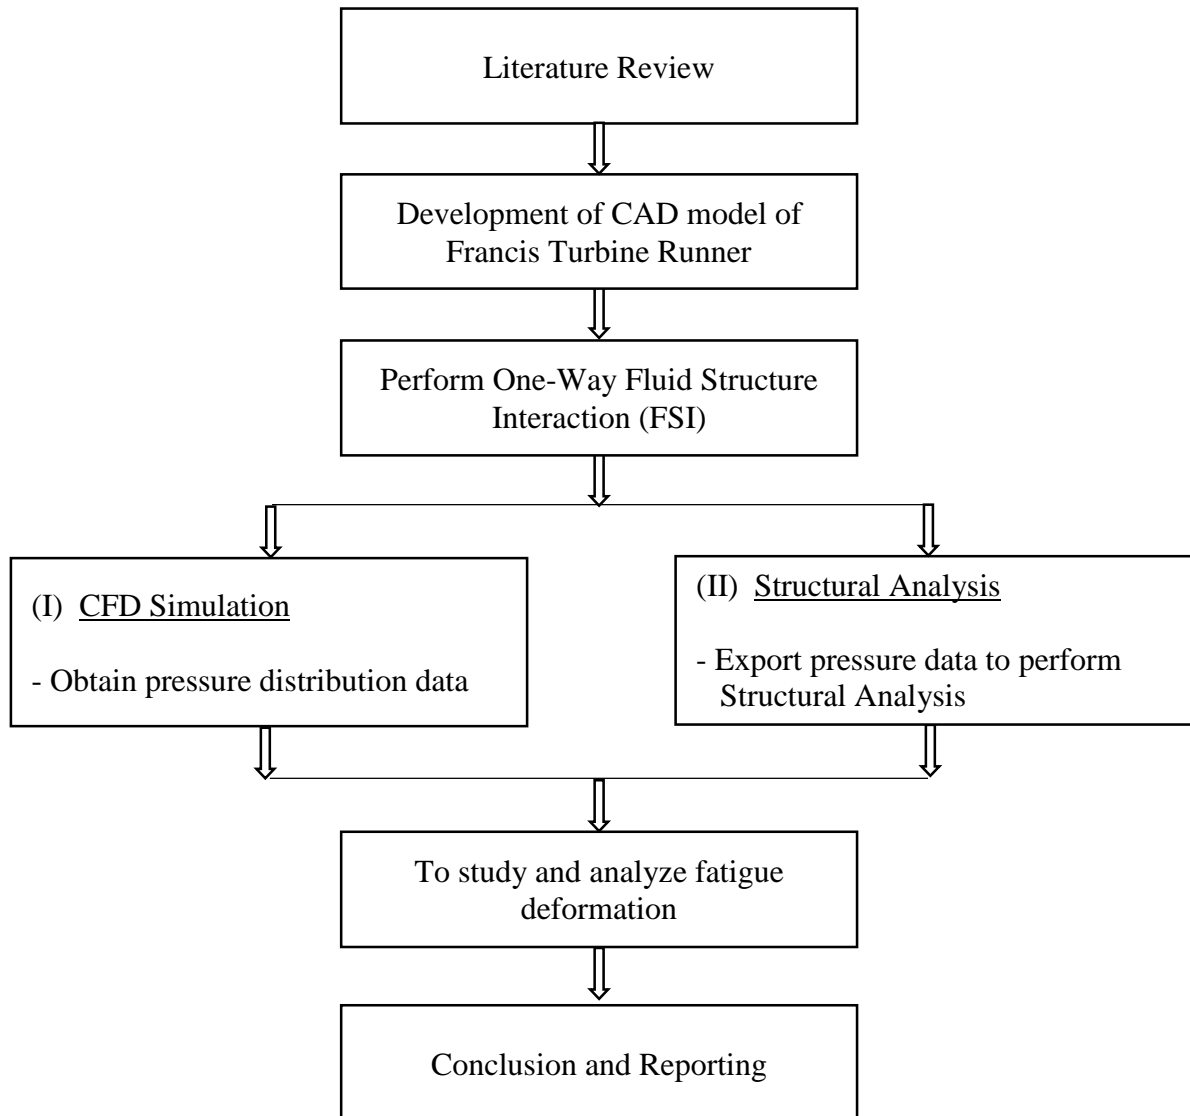 Literature Review
Development of CAD model of
Francis Turbine Runner
Perform One-Way Fluid Structure
Interaction (FSI)
(I) CFD Simulation
- Obtain pressure distribution data
(II) Structural Analysis
- Export pressure data to perform
Structural Analysis
To study and analyze fatigue
deformation
Conclusion and Reporting